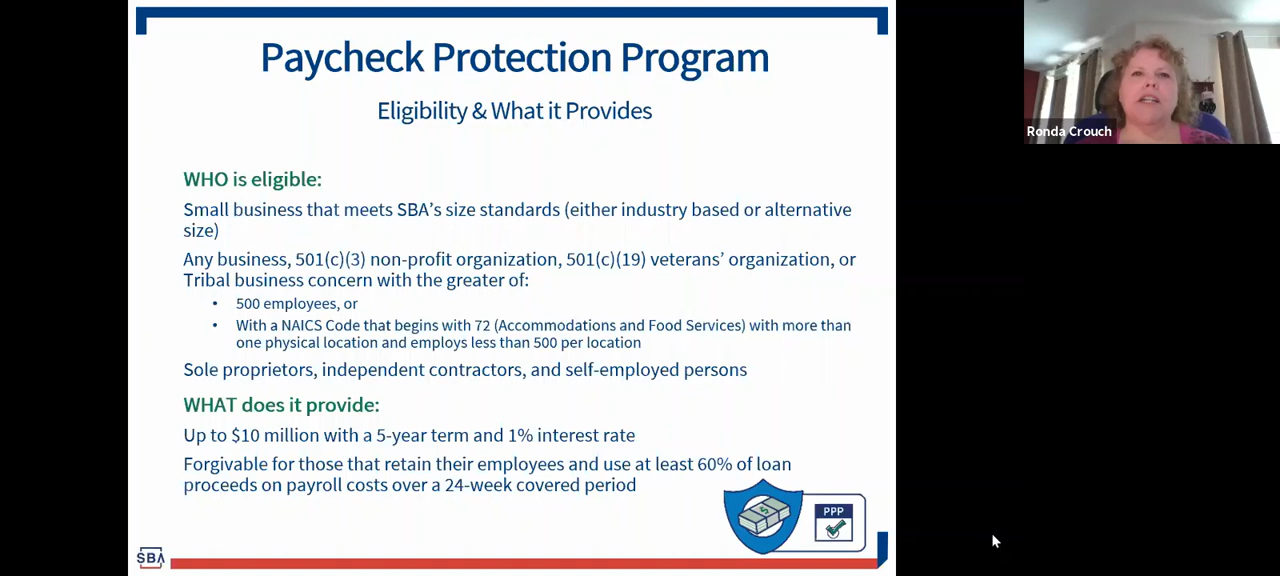 Paycheck Protection Program
Eligibility & What it Provides
WHO is eligible:
Small business that meets SBA's size standards (either industry based or alternative
size)
Any business, 501(c)(3) non-profit organization, 501(c)(19) veterans' organization, or
Tribal business concern with the greater of:
• 500 employees, or
• With a NAICS Code that begins with 72 (Accommodations and Food Services) with more than
one physical location and employs less than 500 per location
Sole proprietors, independent contractors, and self-employed persons
WHAT does it provide:
Up to $10 million with a 5-year term and 1% interest rate
Forgivable for those that retain their employees and use at least 60% of loan
proceeds on payroll costs over a 24-week covered period
$
PPP
SBA
Ronda Crouch